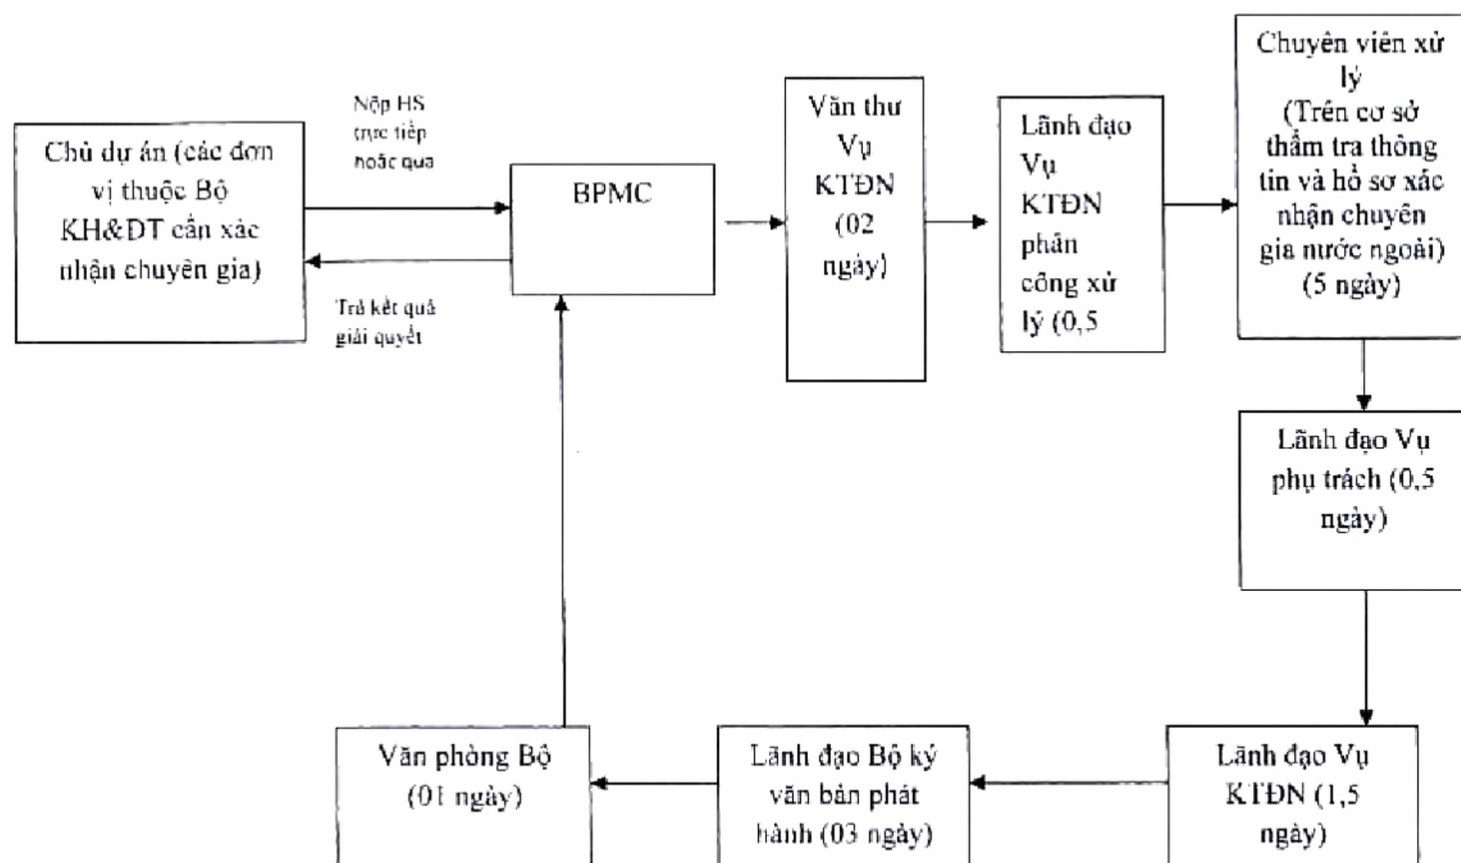 Chủ dự án (các đơn
vị thuộc Bộ
KH&ĐT cần xác
nhận chuyên gia)
Nộp HS
trực tiếp
hoặc qua
Trả kết quả
giải quyết
BPMC
Văn thư
Vụ
KTĐN
(02
ngày)
Lãnh đạo
Vụ
KTĐN
phân
công xử
lý (0,5
Chuyên viên xử
lý
(Trên cơ sở
thẩm tra thông
tin và hồ sơ xác
nhận chuyên
gia nước ngoài)
(5 ngày)
Lãnh đạo Vụ
phụ trách (0,5
ngày)
Lãnh đạo Vụ
KTĐN (1,5
ngày)
Lãnh đạo Bộ ký
văn bản phát
hành (03 ngày)
Văn phòng Bộ
(01 ngày)